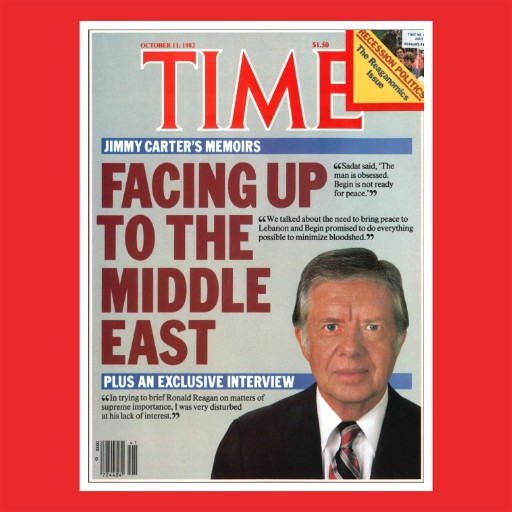 OCTOBER 11, 1982
$1.50
TIME
RECESSION POLITICS
The Reaganomics
Issue
JIMMY CARTER'S MEMOIRS
FACING UP
TO THE
MIDDLE
EAST
“Sadat said, ‘The
man is obsessed.
Begin is not ready
for peace.’”
“We talked about the need to bring peace to
Lebanon and Begin promised to do everything
possible to minimize bloodshed.”
PLUS AN EXCLUSIVE INTERVIEW
“In trying to brief Ronald Reagan on matters of
supreme importance, I was very disturbed
at his lack of interest.”
41